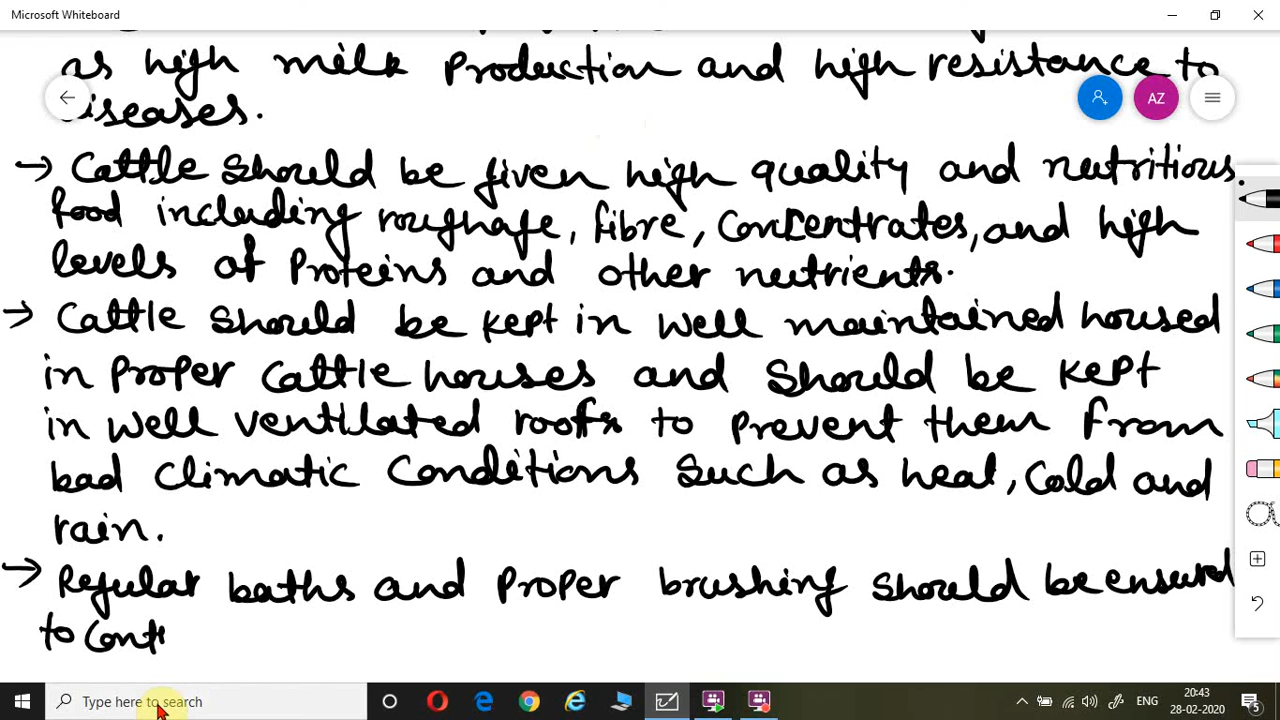 Microsoft Whiteboard
as high milk production and high resistance to
diseases.
AZ
→ Cattle should be given high quality and nutritious
food including roughage, fibre, concentrates, and high
levels of proteins and other nutrients.
→ Cattle should be kept in well maintained housed
in proper cattle houses and should be kept
in well ventilated roofs to prevent them from
bad climatic conditions such as heat, cold and
rain.
→ Regular baths and proper brushing should be ensured
to cont
Type here to search
ENG
20:43
28-02-2020
5